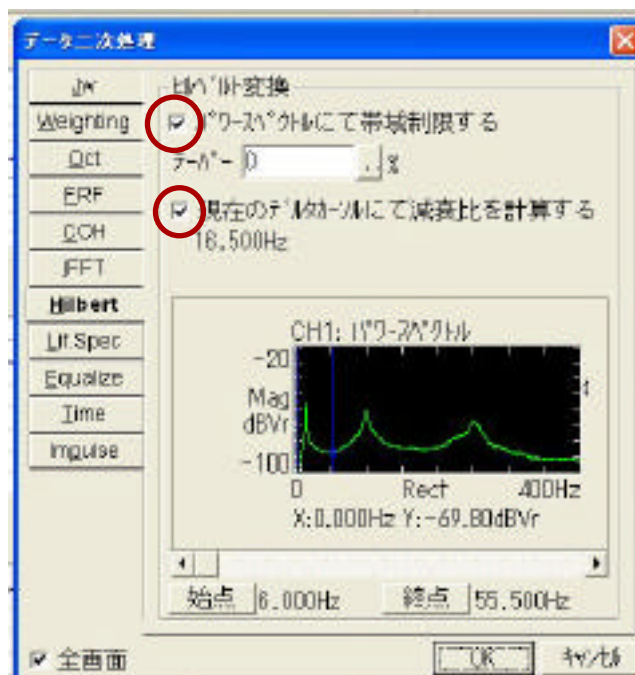 データ二次処理
jw
ﾋﾙﾍﾞﾙﾄ変換
Weighting
ﾊﾟﾜｰｽﾍﾟｸﾄﾙにて帯域制限する
Oct
ﾃｰﾊﾟｰ 0 . %
FRF
現在のﾃﾞﾙﾀｶｰｿﾙにて減衰比を計算する
COH
16.500Hz
IFFT
Hilbert
Lif.Spec
CH1: ﾊﾟﾜｰｽﾍﾟｸﾄﾙ
-20
Equalize
Mag
Time
dBVr
Impulse
-100
0 Rect 400Hz
X:0.000Hz Y:-69.80dBVr
始点 6.000Hz 終点 55.500Hz
全画面 OK ｷｬﾝｾﾙ